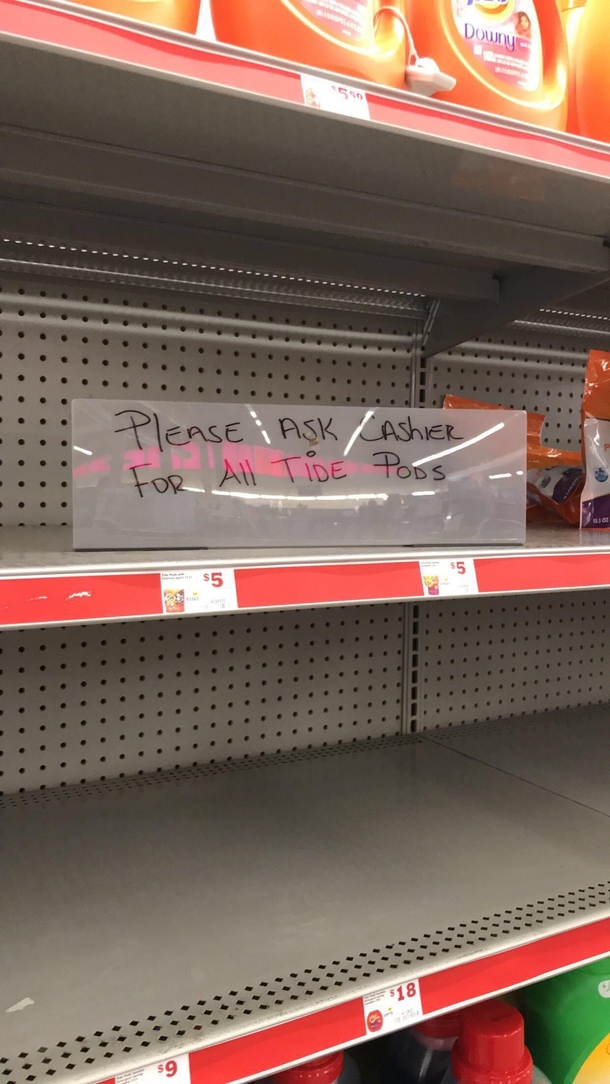 Downy
$5.50
PLEASE ASK CASHIER
FOR All TIDE PODS
$5
$5
$18
$9